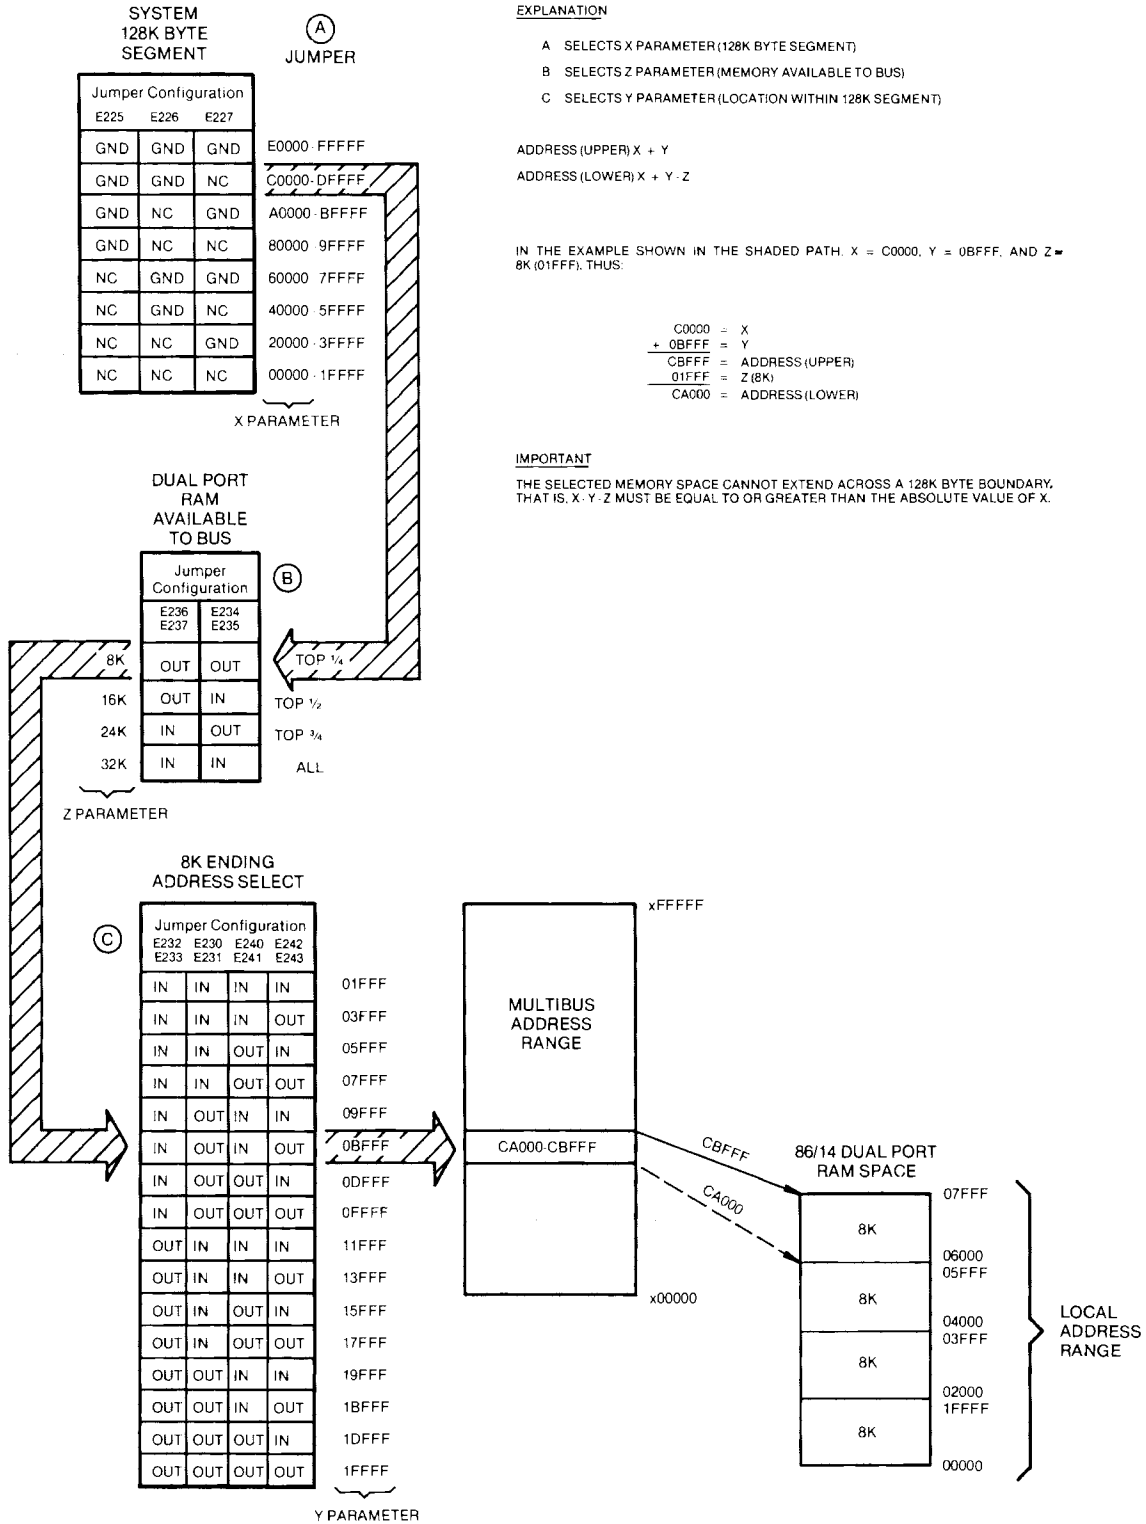 SYSTEM
128K BYTE
SEGMENT
A
JUMPER
Jumper Configuration
E225 E226 E227
GND GND GND E0000-FFFFF
GND GND NC C0000-DFFFF
GND NC GND A0000-BFFFF
GND NC NC 80000-9FFFF
NC GND GND 60000-7FFFF
NC GND NC 40000-5FFFF
NC NC GND 20000-3FFFF
NC NC NC 00000-1FFFF
X PARAMETER
EXPLANATION
A SELECTS X PARAMETER (128K BYTE SEGMENT)
B SELECTS Z PARAMETER (MEMORY AVAILABLE TO BUS)
C SELECTS Y PARAMETER (LOCATION WITHIN 128K SEGMENT)
ADDRESS (UPPER) X + Y
ADDRESS (LOWER) X + Y - Z
IN THE EXAMPLE SHOWN IN THE SHADED PATH, X = C0000, Y = 0BFFF, AND Z =
8K (01FFF). THUS:
C0000 = X
+ 0BFFF = Y
CBFFF = ADDRESS (UPPER)
01FFF = Z (8K)
CA000 = ADDRESS (LOWER)
IMPORTANT
THE SELECTED MEMORY SPACE CANNOT EXTEND ACROSS A 128K BYTE BOUNDARY,
THAT IS, X - Y - Z MUST BE EQUAL TO OR GREATER THAN THE ABSOLUTE VALUE OF X.
DUAL PORT
RAM
AVAILABLE
TO BUS
B
Jumper
Configuration
E236 E234
E237 E235
8K OUT OUT TOP 1/4
16K OUT IN TOP 1/2
24K IN OUT TOP 3/4
32K IN IN ALL
Z PARAMETER
8K ENDING
ADDRESS SELECT
C
Jumper Configuration
E232 E230 E240 E242
E233 E231 E241 E243
IN IN IN IN 01FFF
IN IN IN OUT 03FFF
IN IN OUT IN 05FFF
IN IN OUT OUT 07FFF
IN OUT IN IN 09FFF
IN OUT IN OUT 0BFFF
IN OUT OUT IN 0DFFF
IN OUT OUT OUT 0FFFF
OUT IN IN IN 11FFF
OUT IN IN OUT 13FFF
OUT IN OUT IN 15FFF
OUT IN OUT OUT 17FFF
OUT OUT IN IN 19FFF
OUT OUT IN OUT 1BFFF
OUT OUT OUT IN 1DFFF
OUT OUT OUT OUT 1FFFF
Y PARAMETER
xFFFFF
MULTIBUS
ADDRESS
RANGE
CA000-CBFFF
x00000
CBFFF
CA000
86/14 DUAL PORT
RAM SPACE
07FFF
8K
06000
05FFF
8K
04000
03FFF
8K
02000
1FFFF
8K
00000
LOCAL
ADDRESS
RANGE